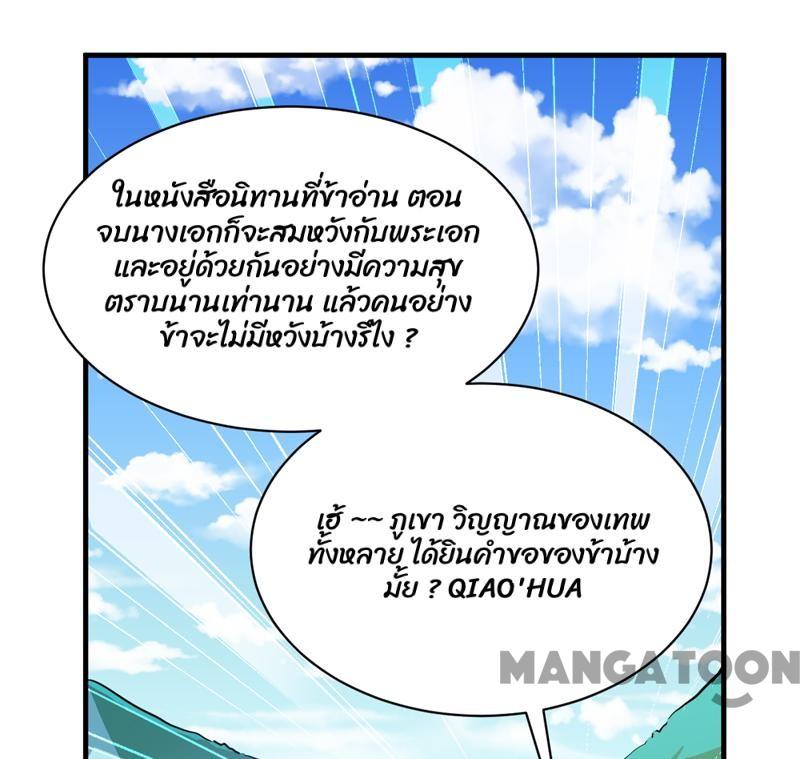 ในหนังสือนิทานที่ข้าอ่าน ตอน
จบนางเอกก็จะสมหวังกับพระเอก
และอยู่ด้วยกันอย่างมีความสุข
ตราบนานเท่านาน แล้วคนอย่าง
ข้าจะไม่มีหวังบ้างรึไง ?
เฮ้ ~~ ภูเขา วิญญาณของเทพ
ทั้งหลาย ได้ยินคำขอของข้าบ้าง
มั้ย ? QIAO'HUA
MANGATOON